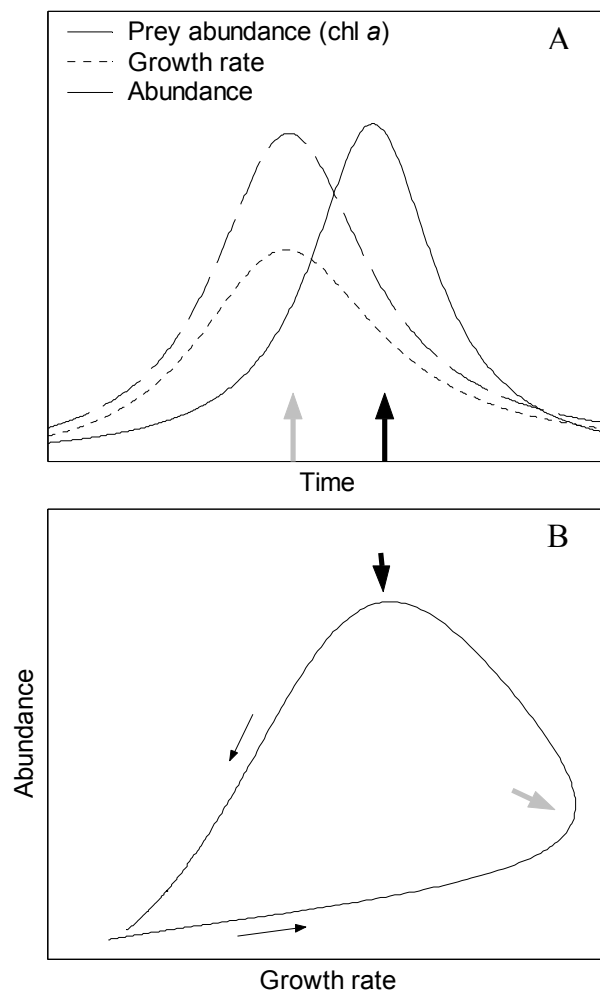 Prey abundance (chl a)
A
Growth rate
Abundance
Time
B
Abundance
Growth rate